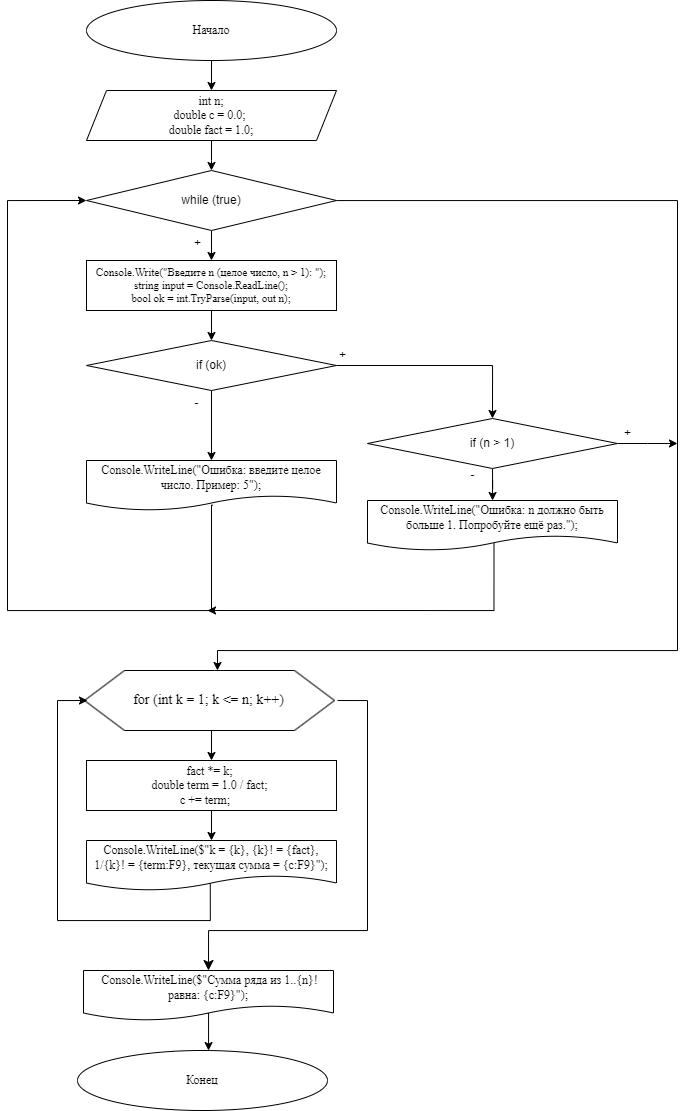 Начало
int n;
double c = 0.0;
double fact = 1.0;
while (true)
+
Console.Write("Введите n (целое число, n > 1): ");
string input = Console.ReadLine();
bool ok = int.TryParse(input, out n);
if (ok)
+
-
if (n > 1)
+
-
Console.WriteLine("Ошибка: введите целое
число. Пример: 5");
Console.WriteLine("Ошибка: n должно быть
больше 1. Попробуйте ещё раз.");
for (int k = 1; k <= n; k++)
fact *= k;
double term = 1.0 / fact;
c += term;
Console.WriteLine($"k = {k}, {k}! = {fact},
1/{k}! = {term:F9}, текущая сумма = {c:F9}");
Console.WriteLine($"Сумма ряда из 1..{n}!
равна: {c:F9}");
Конец